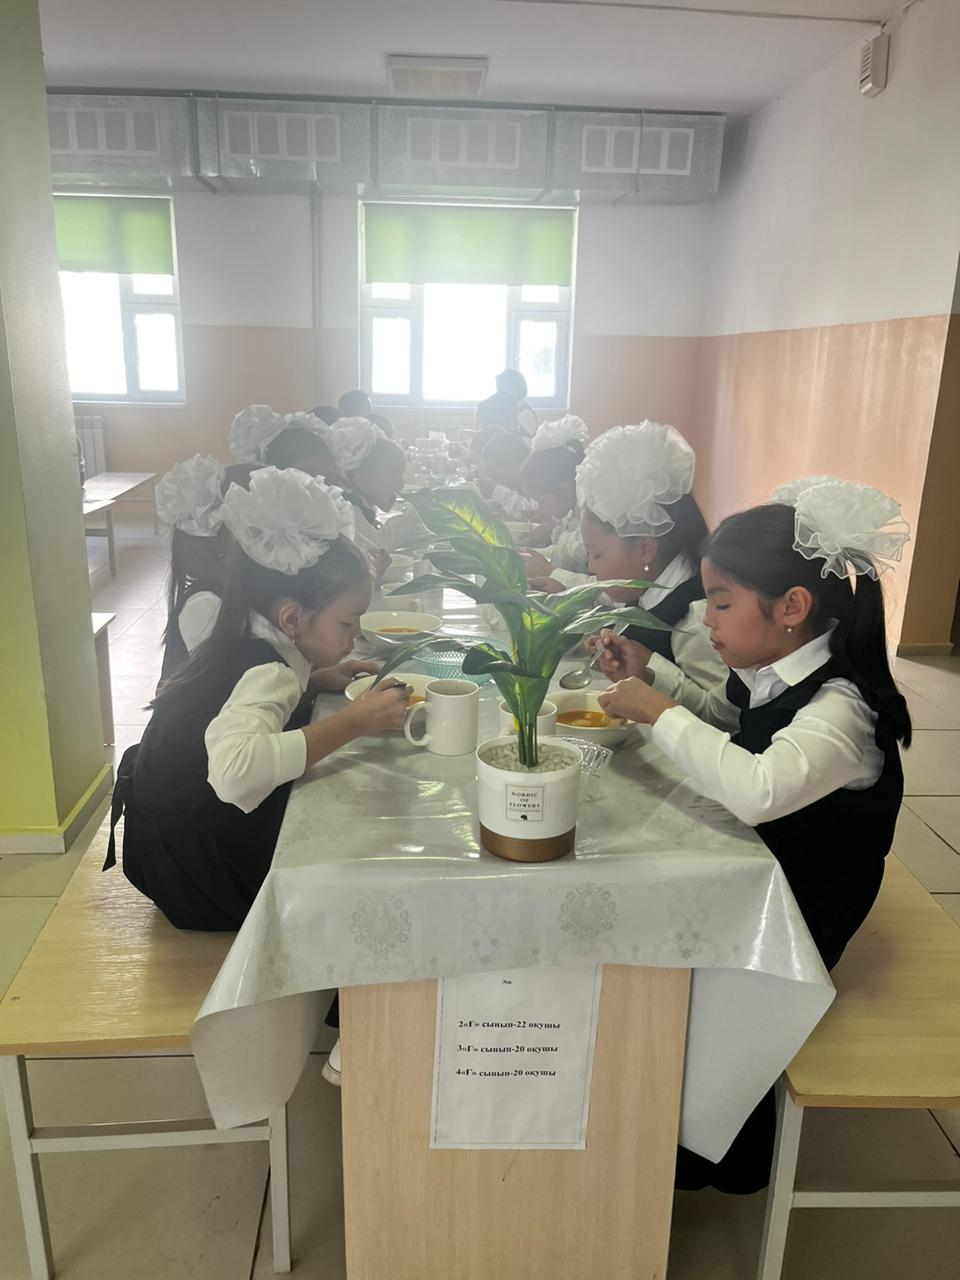 NORDIC
OF
FLOWERS
№6
2«Ғ» сынып-22 оқушы
3«Ғ» сынып-20 оқушы
4«Ғ» сынып-20 оқушы